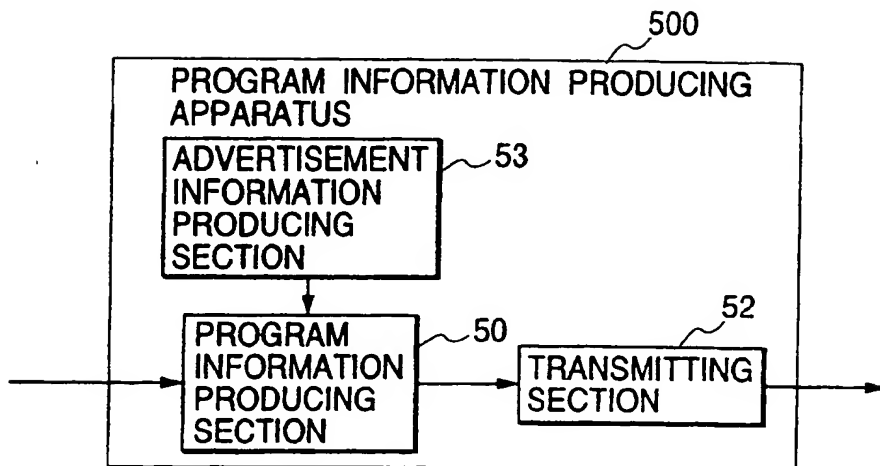 500
PROGRAM INFORMATION PRODUCING
APPARATUS
ADVERTISEMENT
INFORMATION
PRODUCING
SECTION
53
PROGRAM
INFORMATION
PRODUCING
SECTION
50
52
TRANSMITTING
SECTION